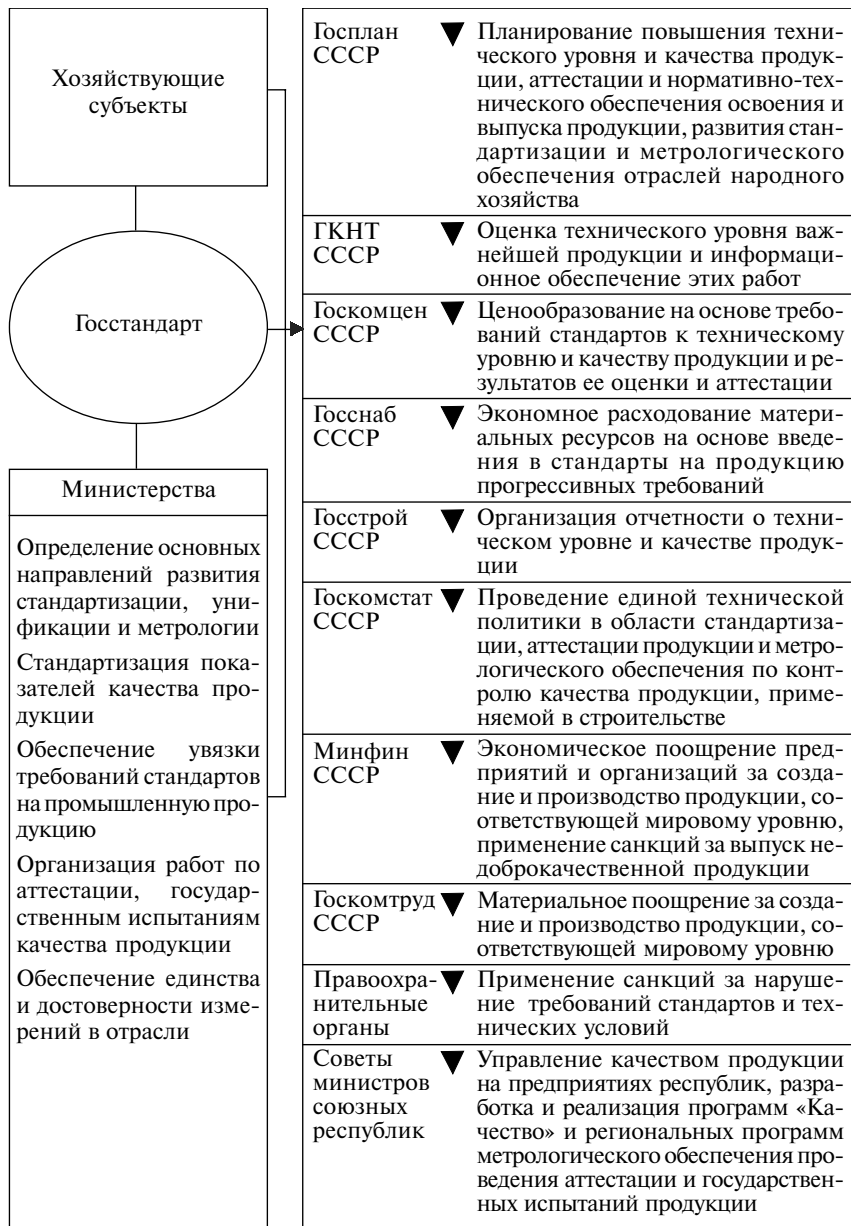 Хозяйствующие
субъекты
Госстандарт
Министерства
Определение основных
направлений развития
стандартизации, уни-
фикации и метрологии
Стандартизация пока-
зателей качества про-
дукции
Обеспечение увязки
требований стандартов
на промышленную про-
дукцию
Организация работ по
аттестации, государ-
ственным испытаниям
качества продукции
Обеспечение единства
и достоверности изме-
рений в отрасли
Госплан
СССР
Планирование повышения техни-
ческого уровня и качества продук-
ции, аттестации и нормативно-тех-
нического обеспечения освоения и
выпуска продукции, развития стан-
дартизации и метрологического
обеспечения отраслей народного
хозяйства
ГКНТ
СССР
Оценка технического уровня важ-
нейшей продукции и информаци-
онное обеспечение этих работ
Госкомцен
СССР
Ценообразование на основе требо-
ваний стандартов к техническому
уровню и качеству продукции и ре-
зультатов ее оценки и аттестации
Госснаб
СССР
Экономное расходование матери-
альных ресурсов на основе введе-
ния в стандарты на продукцию
прогрессивных требований
Госстрой
СССР
Организация отчетности о техни-
ческом уровне и качестве продук-
ции
Госкомстат
СССР
Проведение единой технической
политики в области стандартиза-
ции, аттестации продукции и метро-
логического обеспечения по конт-
ролю качества продукции, приме-
няемой в строительстве
Минфин
СССР
Экономическое поощрение пред-
приятий и организаций за созда-
ние и производство продукции, со-
ответствующей мировому уровню,
применение санкций за выпуск не-
доброкачественной продукции
Госкомтруд
СССР
Материальное поощрение за созда-
ние и производство продукции, со-
ответствующей мировому уровню
Правоохра-
нительные
органы
Применение санкций за наруше-
ние требований стандартов и тех-
нических условий
Советы
министров
союзных
республик
Управление качеством продукции
на предприятиях республик, разра-
ботка и реализация программ «Ка-
чество» и региональных программ
метрологического обеспечения про-
ведения аттестации и государствен-
ных испытаний продукции